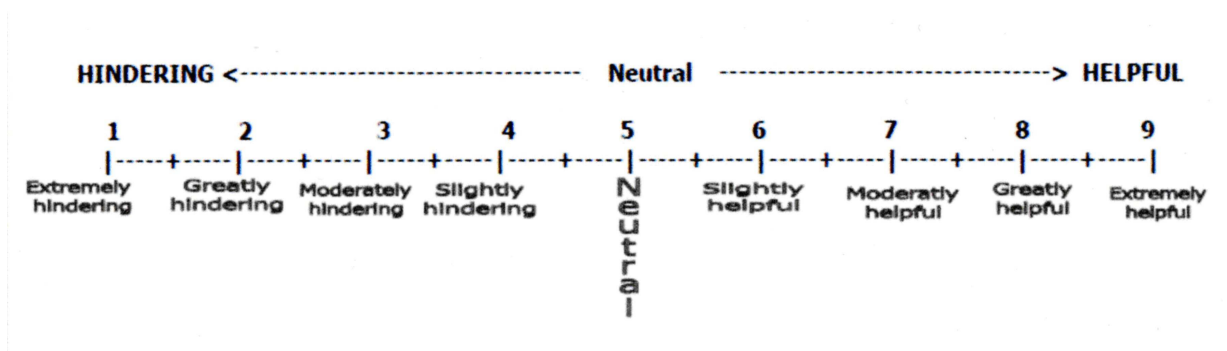 HINDERING <---------------------------------- Neutral ---------------------------------> HELPFUL
1 2 3 4 5 6 7 8 9
|------+-----|------+-----|------+-----|------+-----|------+-----|------+-----|------+-----|------+-----|
Extremely hindering
Greatly hindering
Moderately hindering
Slightly hindering
Neutral
Slightly helpful
Moderatly helpful
Greatly helpful
Extremely helpful